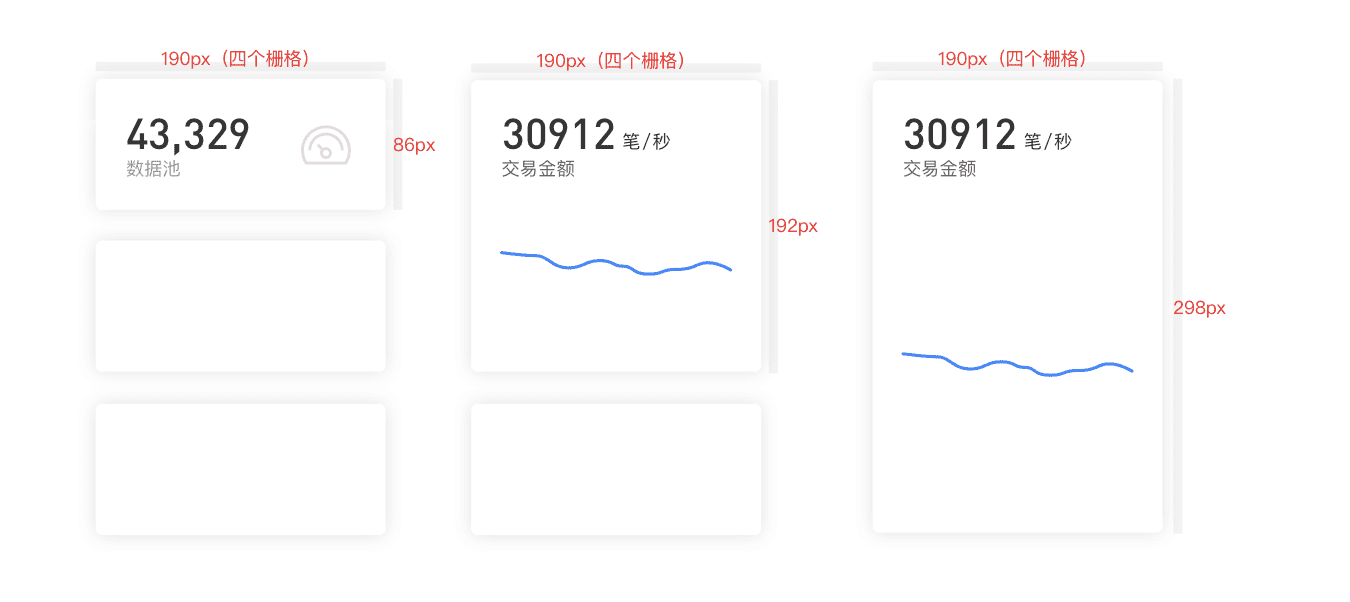 190px（四个栅格）
43,329
数据池
86px
190px（四个栅格）
30912 笔/秒
交易金额
192px
190px（四个栅格）
30912 笔/秒
交易金额
298px